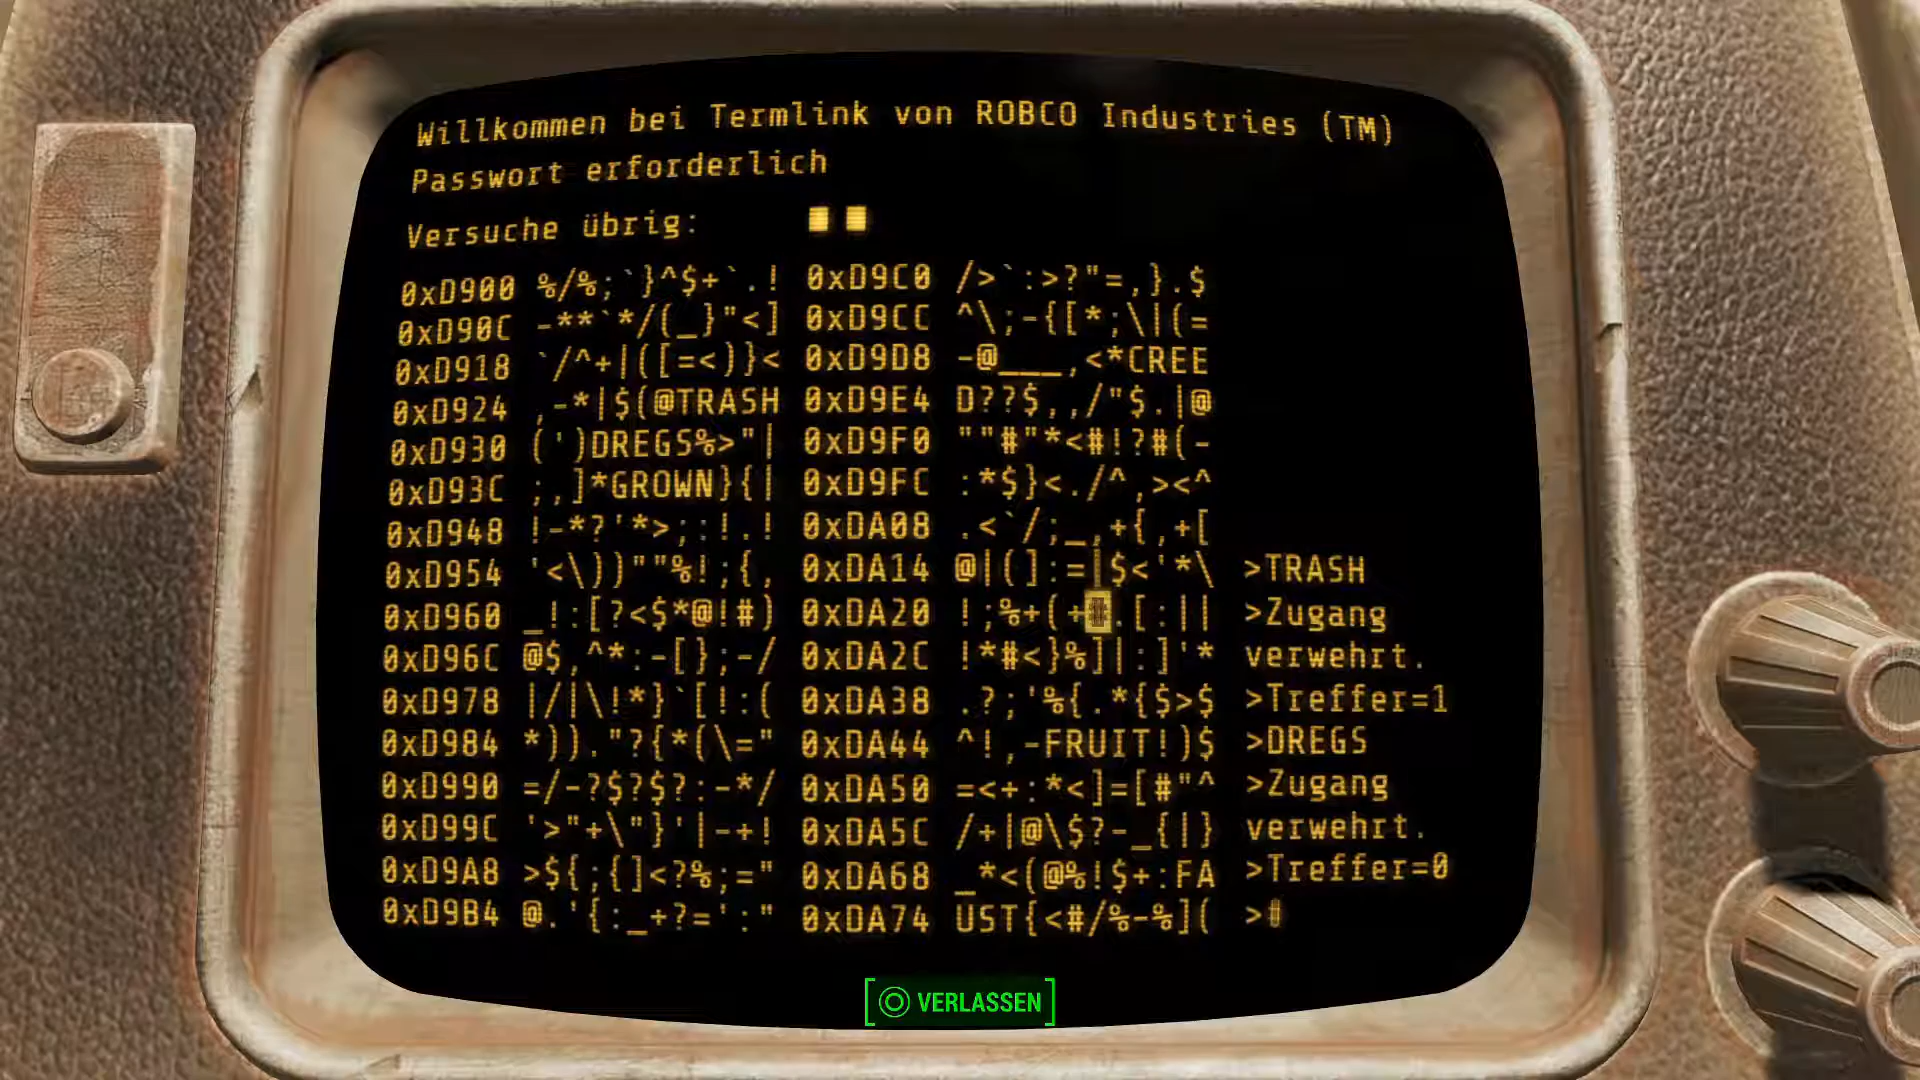 Willkommen bei Termlink von ROBCO Industries (TM)
Passwort erforderlich
Versuche übrig: ■ ■
0xD900 %/%;`}^$+`.! 0xD9C0 />`:>?"=,}.$
0xD90C -**`*/(_}"<] 0xD9CC ^\;-{[*;\|(=
0xD918 `/^+|([=<)}< 0xD9D8 -@___,<*CREE
0xD924 ,-*|$(@TRASH 0xD9E4 D??$,,/"$.|@
0xD930 (')DREGS%>"| 0xD9F0 ""#"*<#!?#(-
0xD93C ;,]*GROWN}{| 0xD9FC :*$}<./^,><^
0xD948 !-*?'*>;:!.! 0xDA08 .<`/;_,+{,+[
0xD954 '<\))""%!;{, 0xDA14 @|(]:=|$<'*\ >TRASH
0xD960 _!:[?<$*@!#) 0xDA20 !;%+(+#.[:|| >Zugang
0xD96C @$,^*:-[};-/ 0xDA2C !*#<}%]|:]'* verwehrt.
0xD978 |/|\!*}`[!:( 0xDA38 .?;'%{.*{$>$ >Treffer=1
0xD984 *))."?{*(\=" 0xDA44 ^!,-FRUIT!)$ >DREGS
0xD990 =/-?$?$?:-*/ 0xDA50 =<+:*<]=[#"^ >Zugang
0xD99C '>"+\"}'|-+! 0xDA5C /+|@\$?-_{|} verwehrt.
0xD9A8 >${;{]<?%;=" 0xDA68 _*<(@%!$+:FA >Treffer=0
0xD9B4 @.'{:_+?=':" 0xDA74 UST{<#/%-%]( >#
VERLASSEN